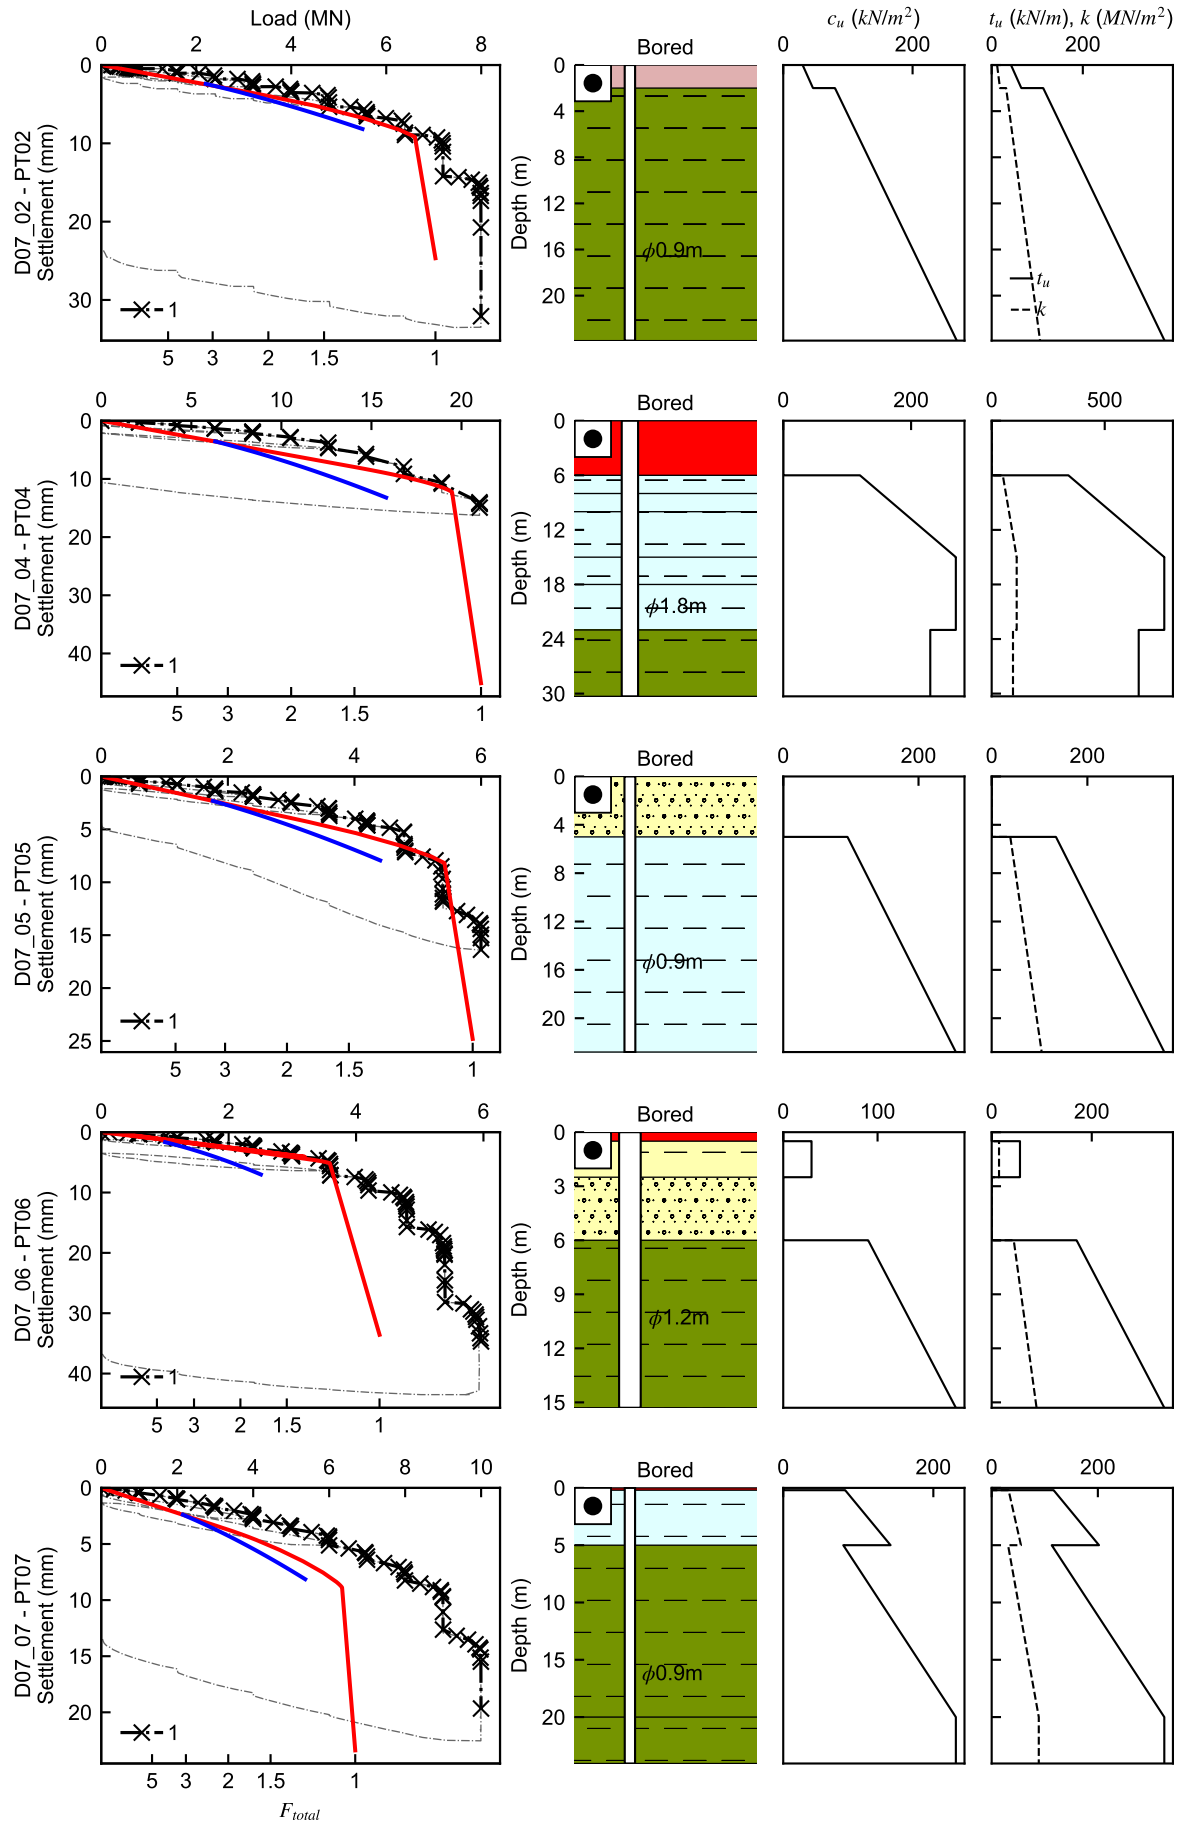 Load (MN)
c_u (kN/m^2)
t_u (kN/m), k (MN/m^2)
0 2 4 6 8
Bored
0 200
0 200
D07_02 - PT02
Settlement (mm)
0
10
20
30
1
5 3 2 1.5 1
Depth (m)
0
4
8
12
16
20
ϕ0.9m
t_u
k
0 5 10 15 20
Bored
0 200
0 500
D07_04 - PT04
Settlement (mm)
0
10
20
30
40
1
5 3 2 1.5 1
Depth (m)
0
6
12
18
24
30
ϕ1.8m
0 2 4 6
Bored
0 200
0 200
D07_05 - PT05
Settlement (mm)
0
5
10
15
20
25
1
5 3 2 1.5 1
Depth (m)
0
4
8
12
16
20
ϕ0.9m
0 2 4 6
Bored
0 100
0 200
D07_06 - PT06
Settlement (mm)
0
10
20
30
40
1
5 3 2 1.5 1
Depth (m)
0
3
6
9
12
15
ϕ1.2m
0 2 4 6 8 10
Bored
0 200
0 200
D07_07 - PT07
Settlement (mm)
0
5
10
15
20
1
5 3 2 1.5 1
Depth (m)
0
5
10
15
20
ϕ0.9m
F_total